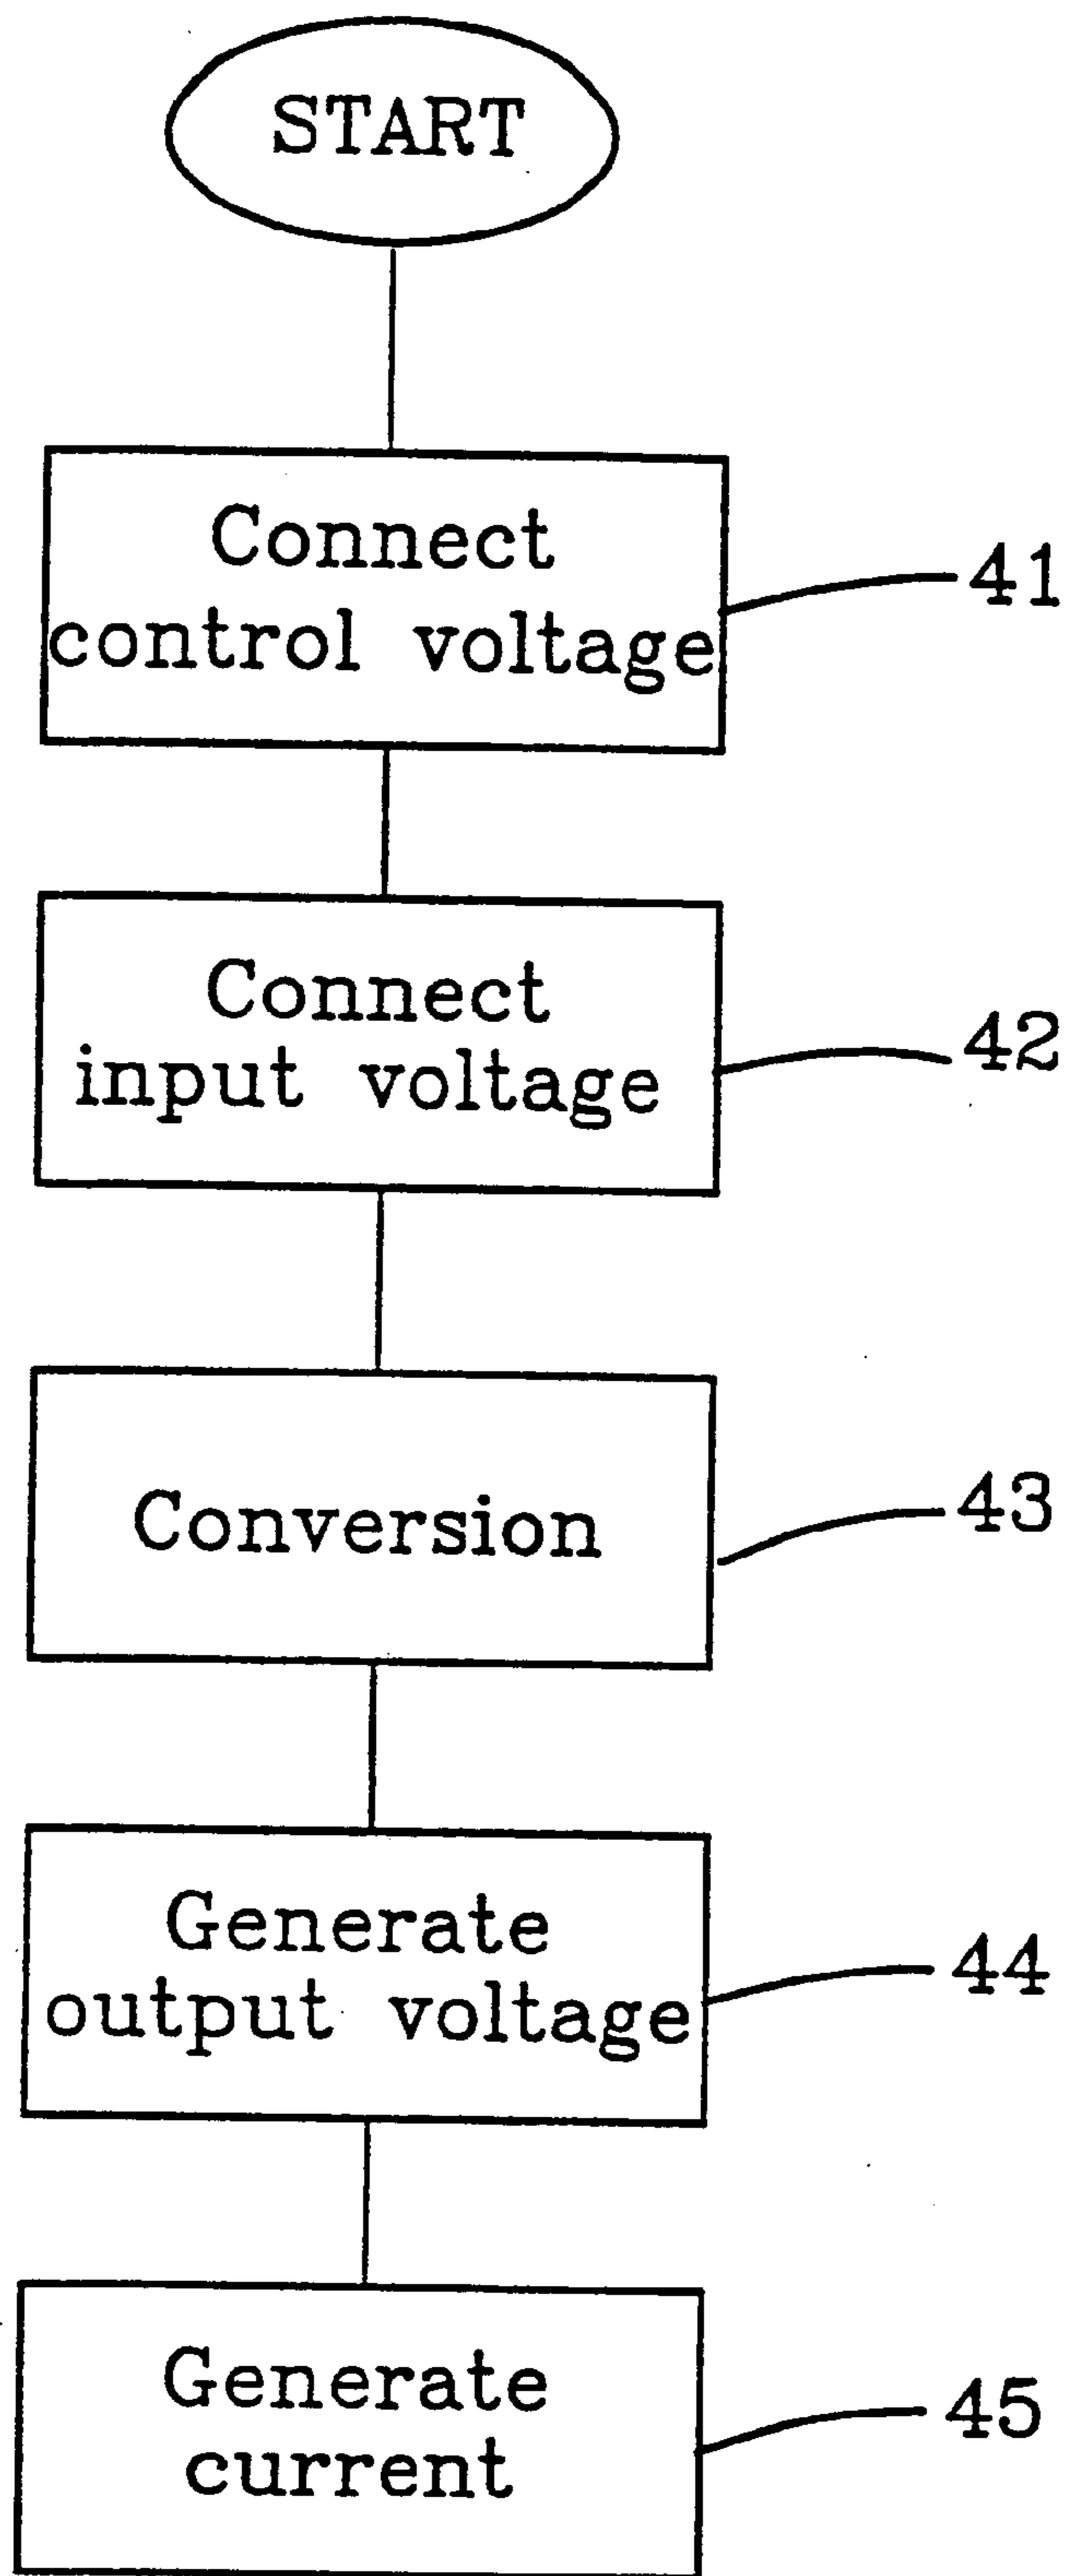 START
Connect
control voltage
41
Connect
input voltage
42
Conversion
43
Generate
output voltage
44
Generate
current
45